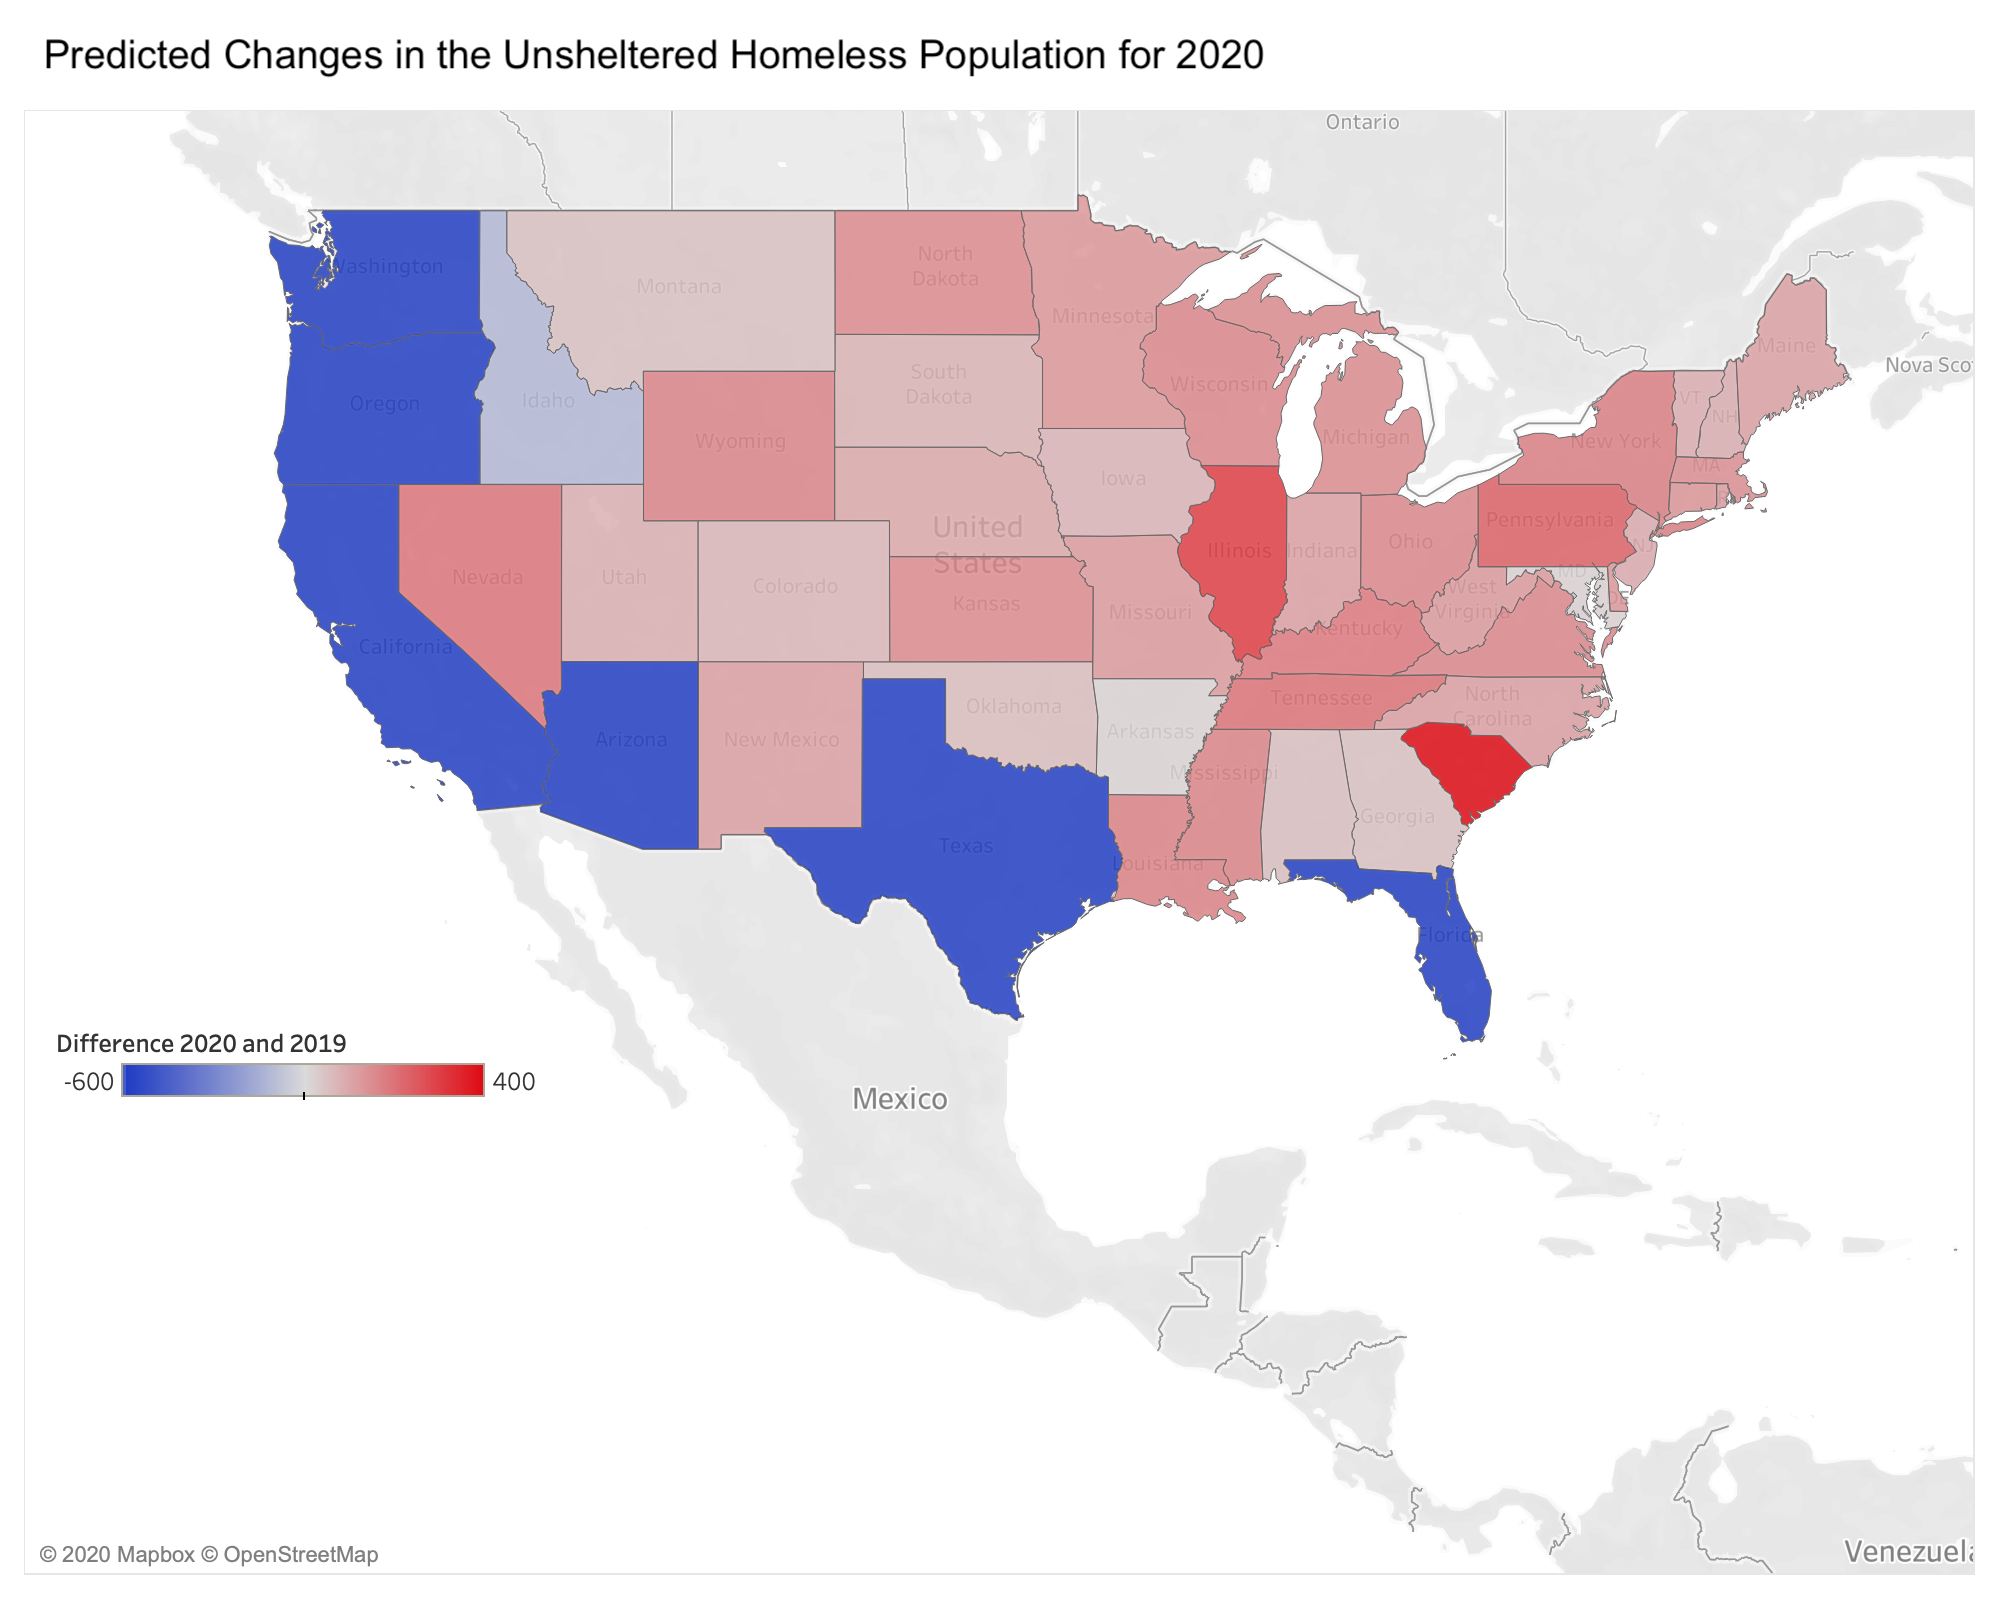 Predicted Changes in the Unsheltered Homeless Population for 2020
Ontario
Washington
Montana
North
Dakota
Minnesota
Maine
Nova Sco
South
Dakota
Wisconsin
Oregon
Idaho
Wyoming
Michigan
New York
VT
NH
MA
Iowa
Pennsylvania
United
States
Illinois
Indiana
Ohio
NJ
Nevada
Utah
Colorado
Kansas
Missouri
West
Virginia
MD
DE
Kentucky
California
Tennessee
North
Carolina
Oklahoma
Arkansas
Arizona
New Mexico
Mississippi
Georgia
Texas
Louisiana
Florida
Difference 2020 and 2019
-600
400
Mexico
© 2020 Mapbox © OpenStreetMap
Venezuela